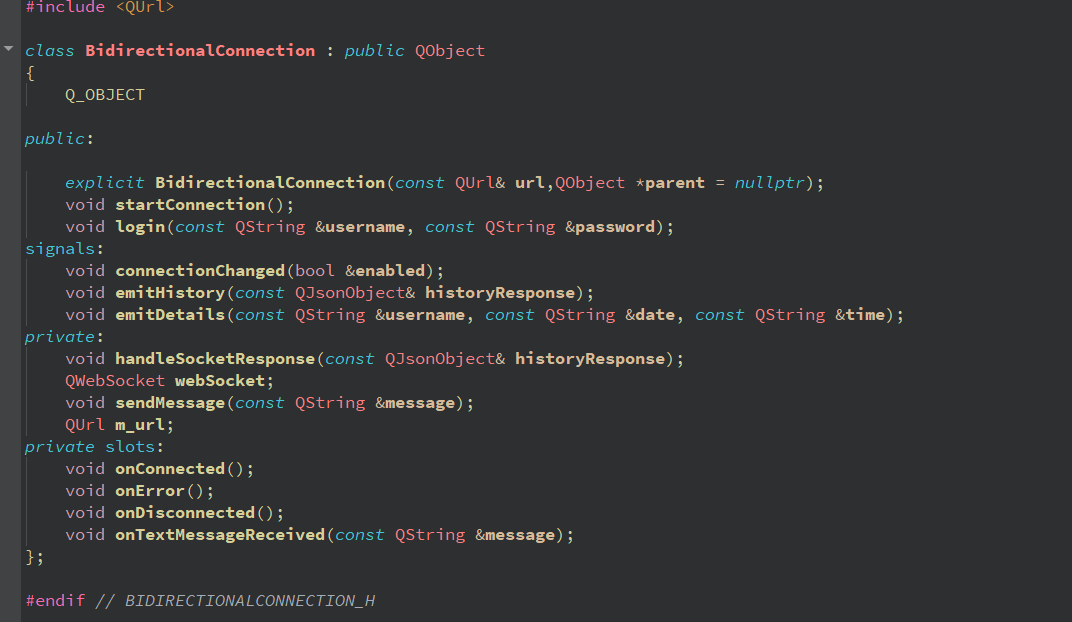 #include <QUrl>
class BidirectionalConnection : public QObject
{
Q_OBJECT
public:
explicit BidirectionalConnection(const QUrl& url,QObject *parent = nullptr);
void startConnection();
void login(const QString &username, const QString &password);
signals:
void connectionChanged(bool &enabled);
void emitHistory(const QJsonObject& historyResponse);
void emitDetails(const QString &username, const QString &date, const QString &time);
private:
void handleSocketResponse(const QJsonObject& historyResponse);
QWebSocket webSocket;
void sendMessage(const QString &message);
QUrl m_url;
private slots:
void onConnected();
void onError();
void onDisconnected();
void onTextMessageReceived(const QString &message);
};
#endif // BIDIRECTIONALCONNECTION_H